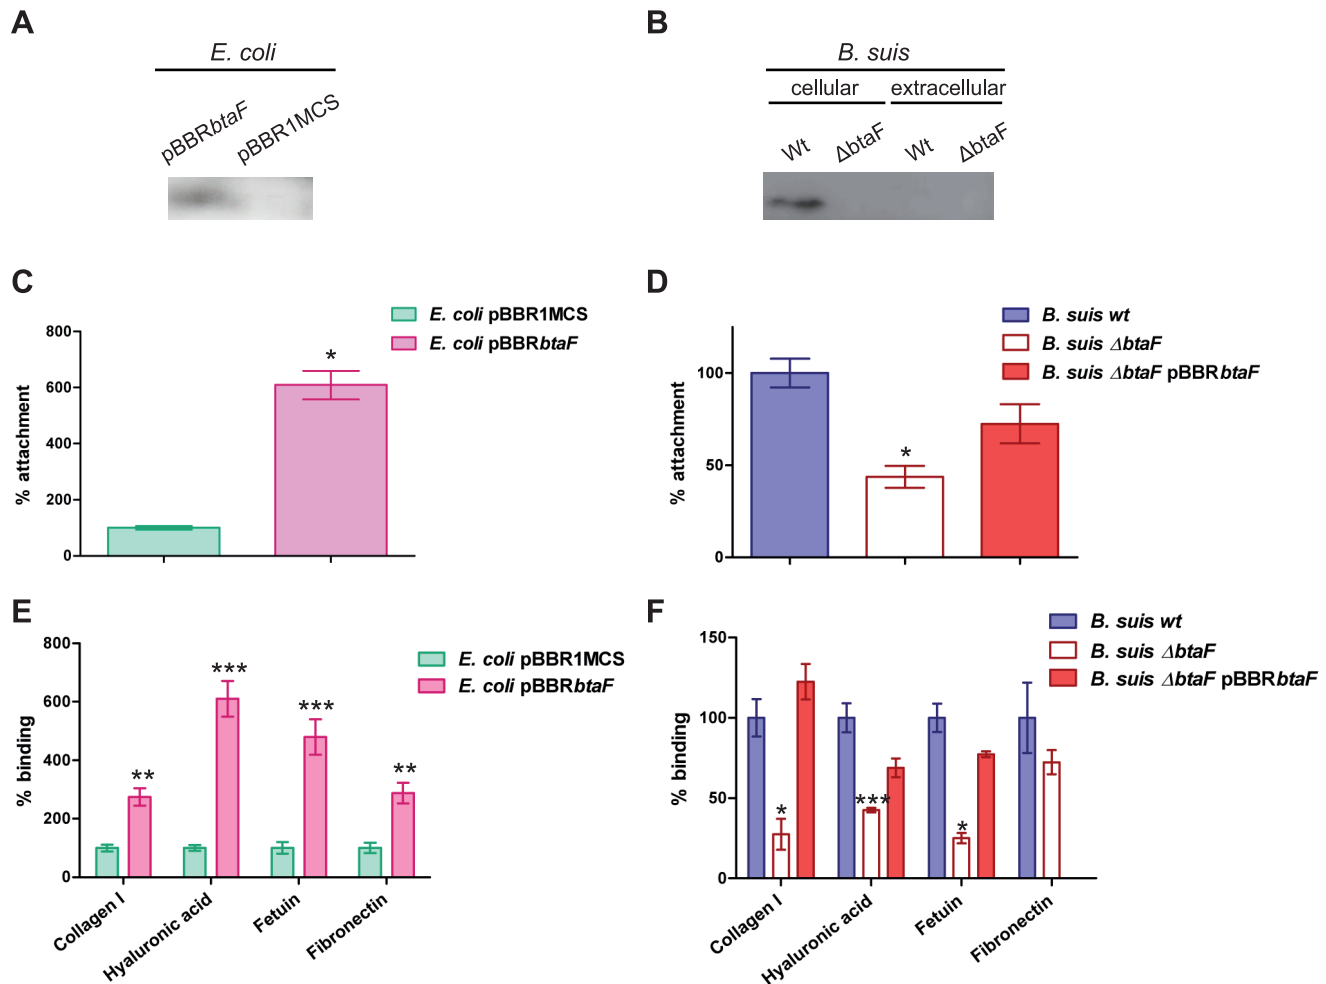 A
E. coli
pBBRbtaF
pBBR1MCS
B
B. suis
cellular
extracellular
Wt
ΔbtaF
Wt
ΔbtaF
C
E. coli pBBR1MCS
E. coli pBBRbtaF
% attachment
800
600
400
200
0
*
D
B. suis wt
B. suis ΔbtaF
B. suis ΔbtaF pBBRbtaF
% attachment
100
50
0
*
E
E. coli pBBR1MCS
E. coli pBBRbtaF
% binding
800
600
400
200
0
**
***
***
**
Collagen I
Hyaluronic acid
Fetuin
Fibronectin
F
B. suis wt
B. suis ΔbtaF
B. suis ΔbtaF pBBRbtaF
% binding
150
100
50
0
*
***
*
Collagen I
Hyaluronic acid
Fetuin
Fibronectin